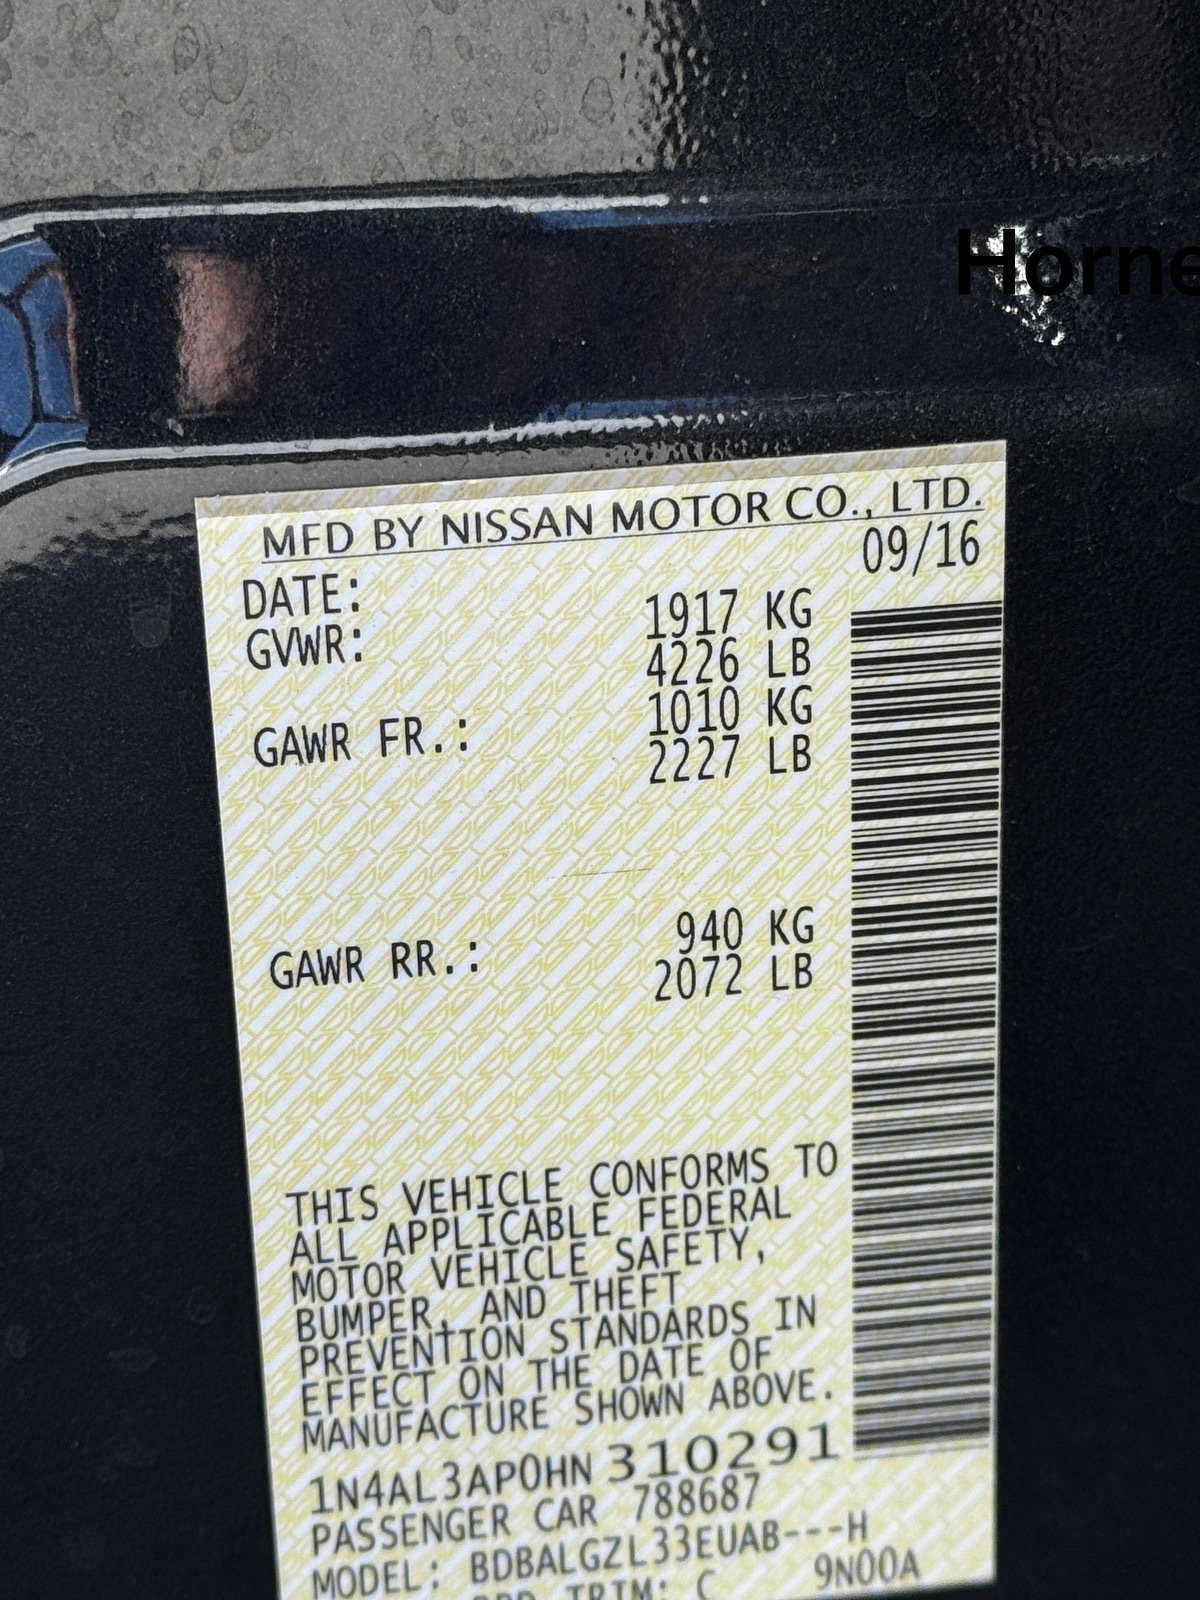 Horne
MFD BY NISSAN MOTOR CO., LTD.
DATE: 09/16
GVWR: 1917 KG
4226 LB
GAWR FR.: 1010 KG
2227 LB
GAWR RR.: 940 KG
2072 LB
THIS VEHICLE CONFORMS TO
ALL APPLICABLE FEDERAL
MOTOR VEHICLE SAFETY,
BUMPER, AND THEFT
PREVENTION STANDARDS IN
EFFECT ON THE DATE OF
MANUFACTURE SHOWN ABOVE.
1N4AL3AP0HN 310291
PASSENGER CAR 788687
MODEL: BDBALGZL33EUAB---H
TRIM: C 9N00A